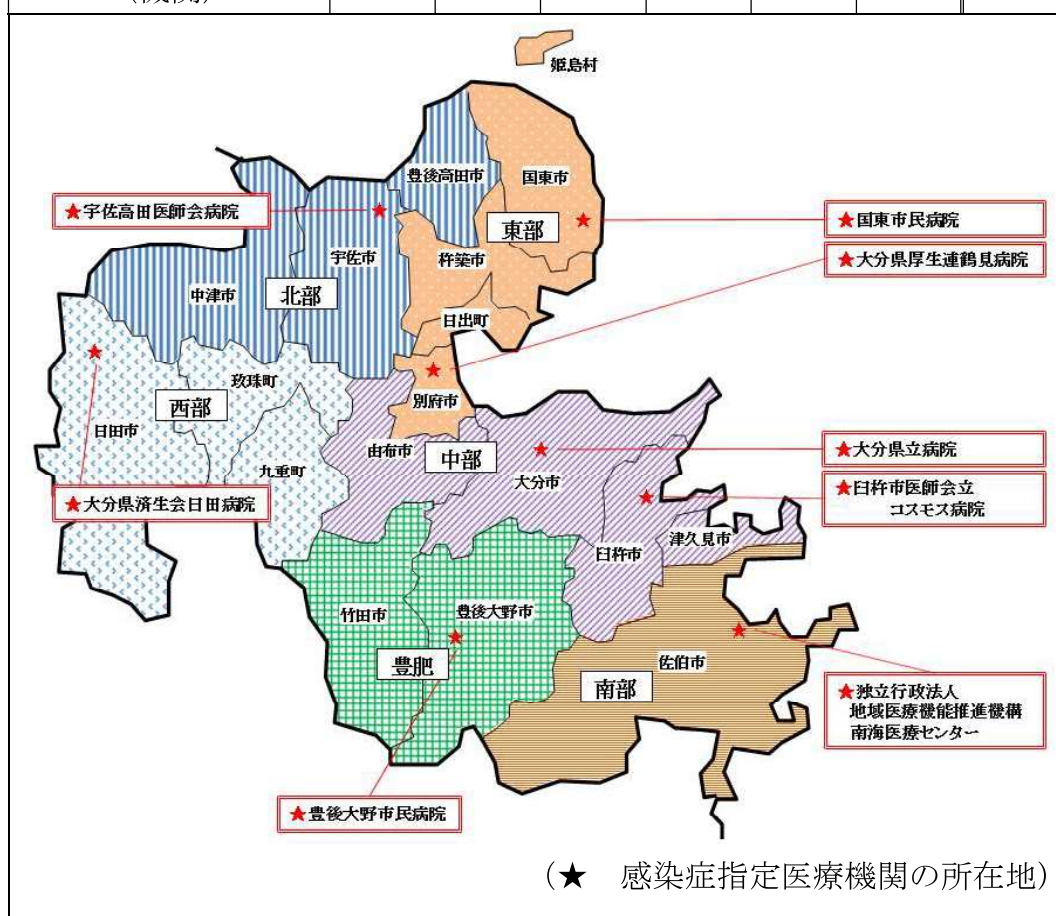 (機関)
姫島村
豊後高田市
国東市
★宇佐高田医師会病院
★国東市民病院
東部
宇佐市
杵築市
★大分県厚生連鶴見病院
中津市
北部
日出町
玖珠町
別府市
西部
日田市
由布市
中部
★大分県立病院
九重町
大分市
★臼杵市医師会立
コスモス病院
★大分県済生会日田病院
津久見市
臼杵市
竹田市
豊後大野市
豊肥
佐伯市
南部
★独立行政法人
地域医療機能推進機構
南海医療センター
★豊後大野市民病院
(★　感染症指定医療機関の所在地)